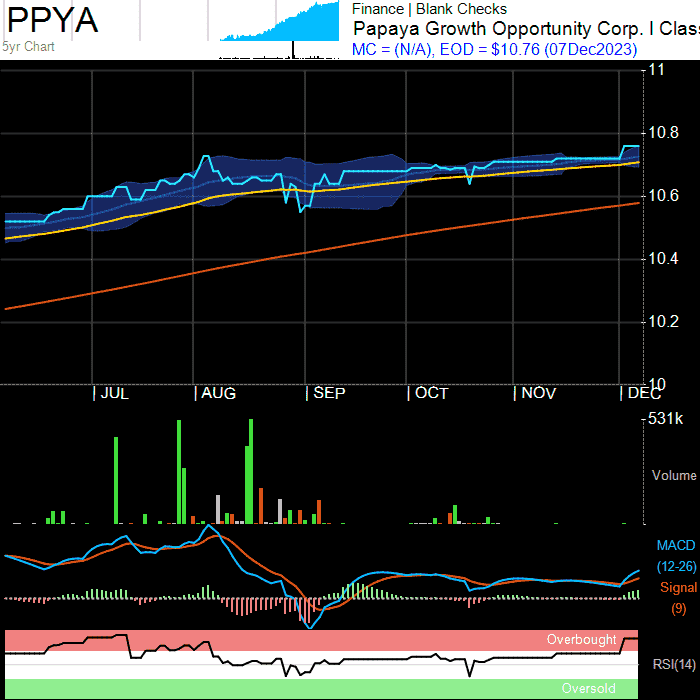 PPYA
5yr Chart
Finance | Blank Checks
Papaya Growth Opportunity Corp. I Clas
MC = (N/A), EOD = $10.76 (07Dec2023)
11
10.8
10.6
10.4
10.2
10
JUL AUG SEP OCT NOV DEC
531k
Volume
MACD
(12-26)
Signal
(9)
Overbought
RSI(14)
Oversold